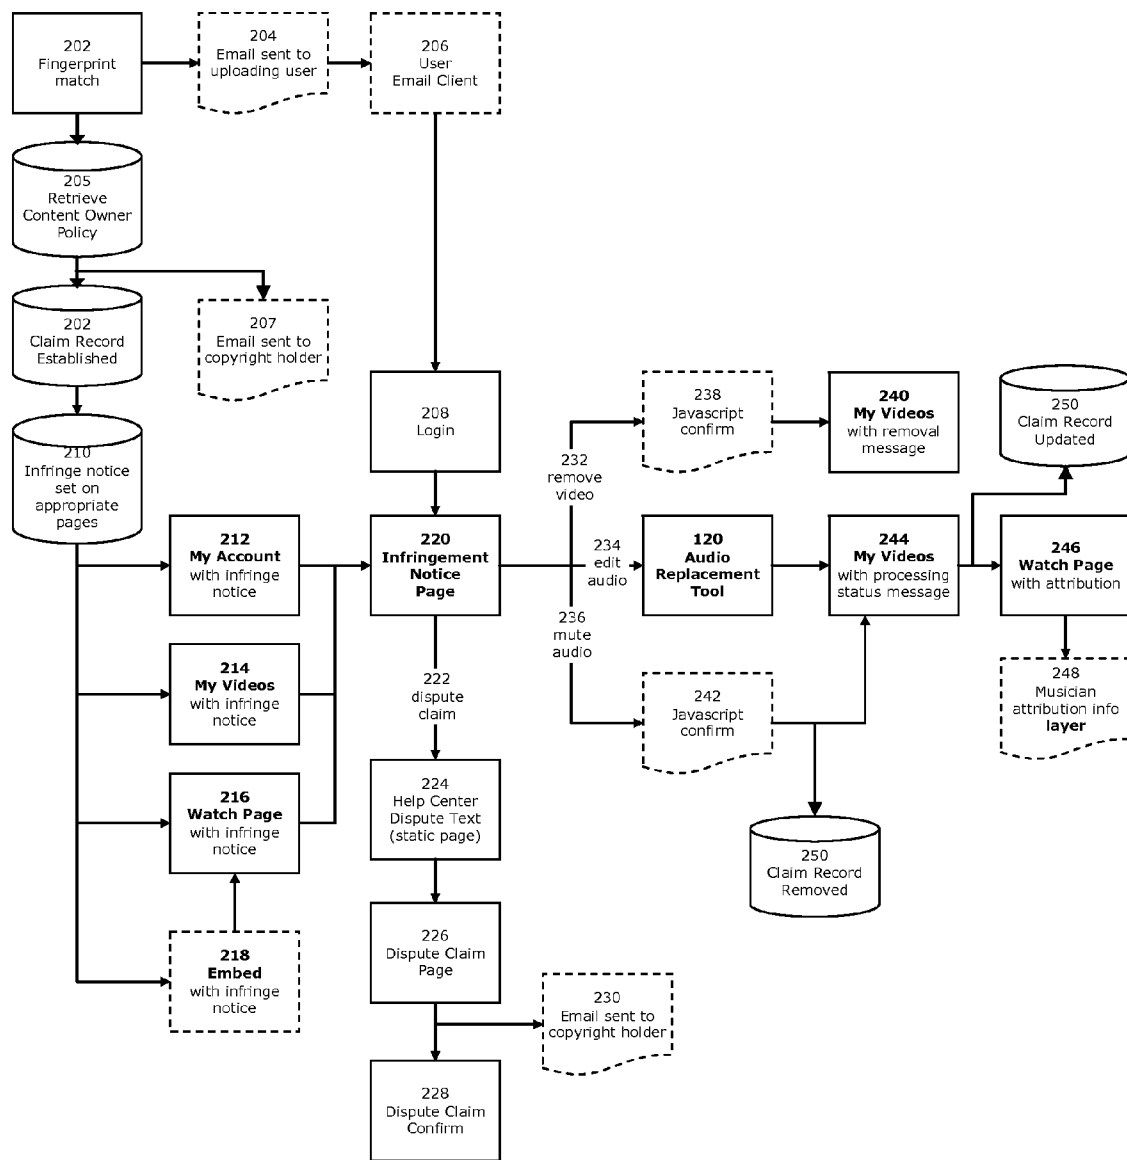 202
Fingerprint
match
204
Email sent to
uploading user
206
User
Email Client
205
Retrieve
Content Owner
Policy
202
Claim Record
Established
207
Email sent to
copyright holder
210
Infringe notice
set on
appropriate
pages
208
Login
212
My Account
with infringe
notice
214
My Videos
with infringe
notice
216
Watch Page
with infringe
notice
218
Embed
with infringe
notice
220
Infringement
Notice
Page
222
dispute
claim
224
Help Center
Dispute Text
(static page)
226
Dispute Claim
Page
230
Email sent to
copyright holder
228
Dispute Claim
Confirm
232
remove
video
234
edit
audio
236
mute
audio
238
Javascript
confirm
240
My Videos
with removal
message
120
Audio
Replacement
Tool
244
My Videos
with processing
status message
250
Claim Record
Updated
246
Watch Page
with attribution
248
Musician
attribution info
layer
242
Javascript
confirm
250
Claim Record
Removed